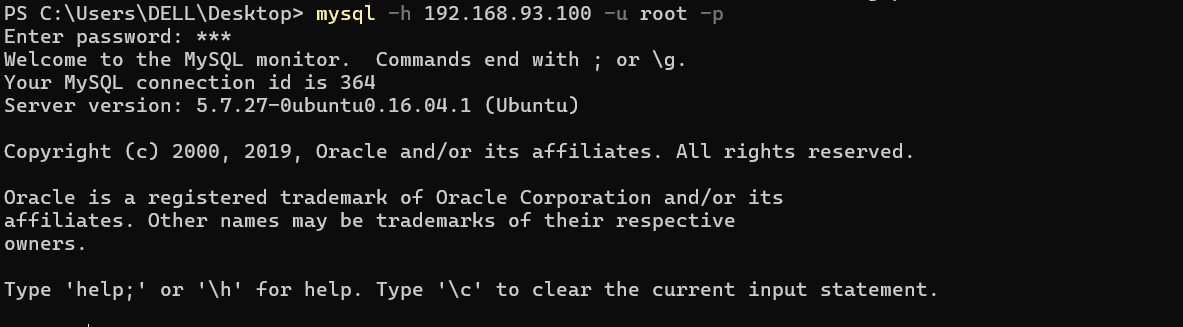 PS C:\Users\DELL\Desktop> mysql -h 192.168.93.100 -u root -p
Enter password: ***
Welcome to the MySQL monitor.  Commands end with ; or \g.
Your MySQL connection id is 364
Server version: 5.7.27-0ubuntu0.16.04.1 (Ubuntu)

Copyright (c) 2000, 2019, Oracle and/or its affiliates. All rights reserved.

Oracle is a registered trademark of Oracle Corporation and/or its
affiliates. Other names may be trademarks of their respective
owners.

Type 'help;' or '\h' for help. Type '\c' to clear the current input statement.